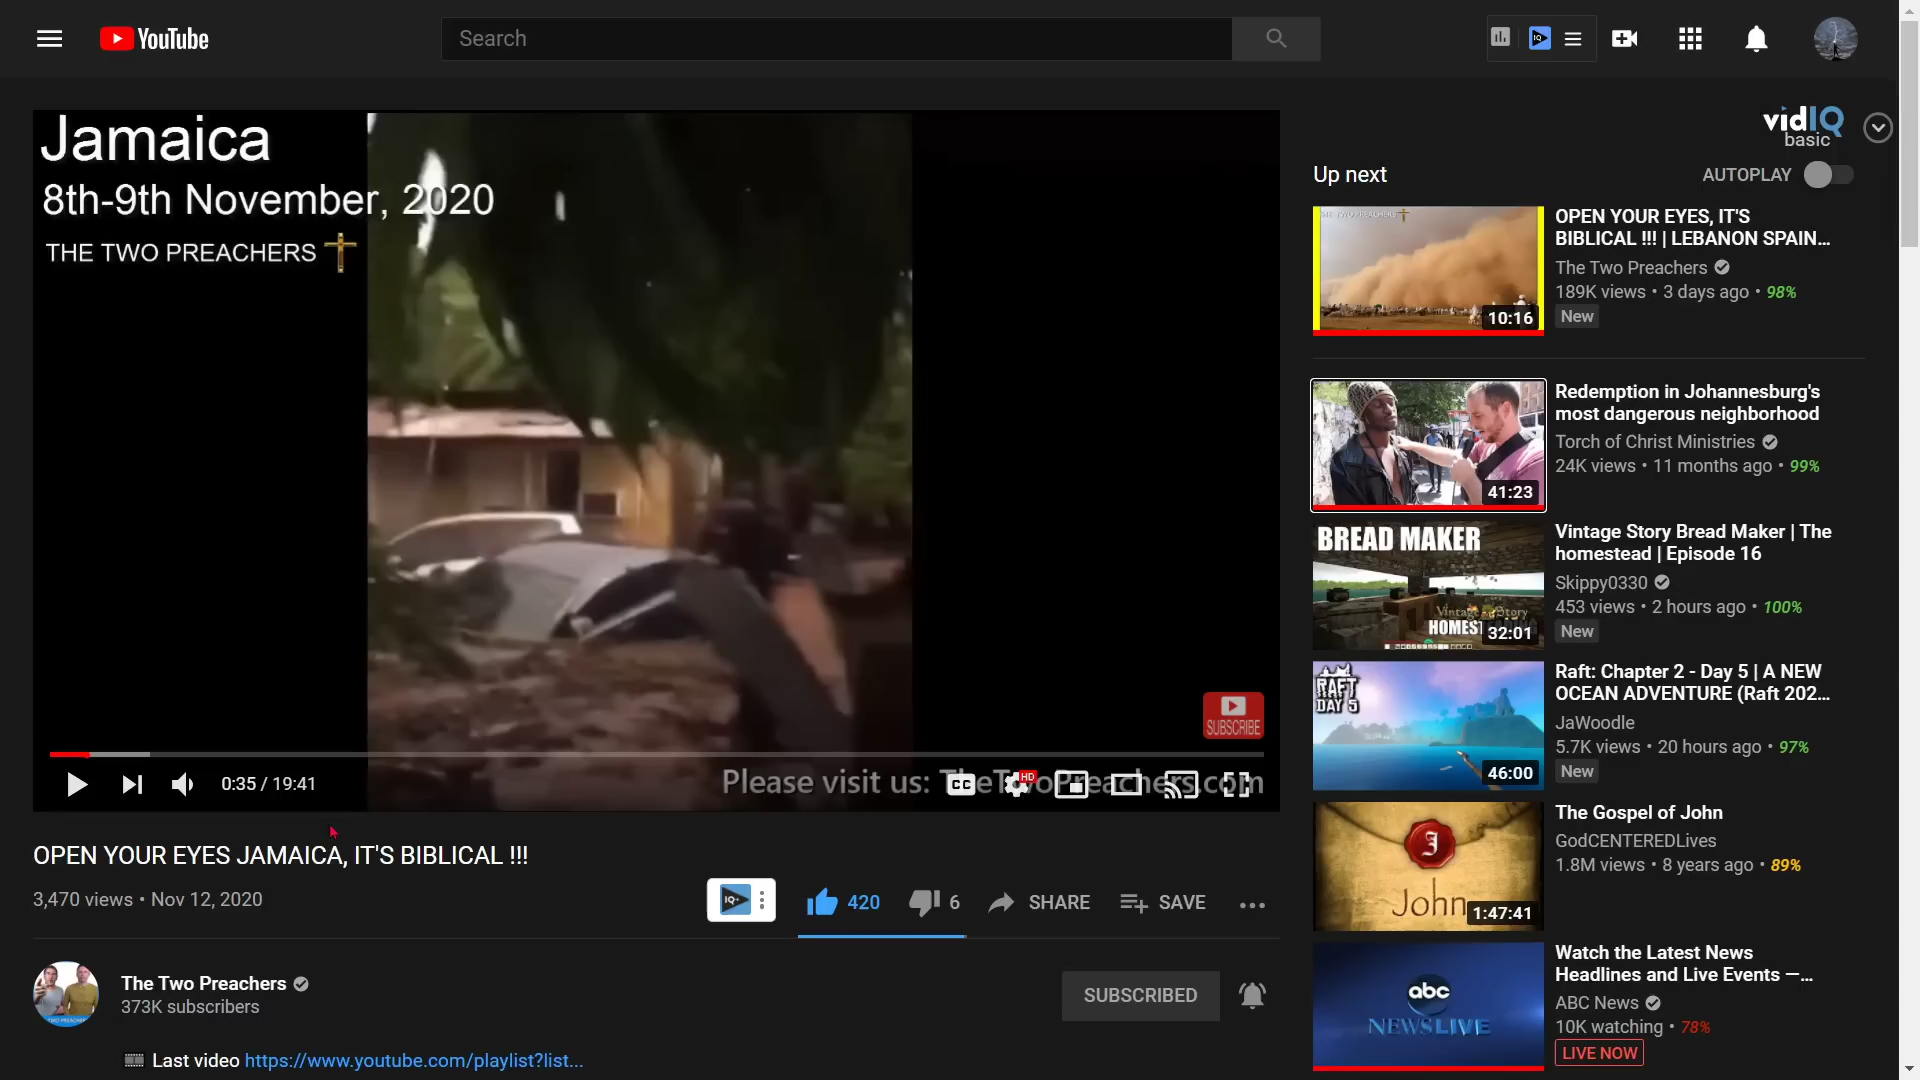 YouTube
Search
vidIQ
basic
Jamaica
8th-9th November, 2020
THE TWO PREACHERS
SUBSCRIBE
0:35 / 19:41
Please visit us: TheTwoPreachers.com
CC
HD
OPEN YOUR EYES JAMAICA, IT'S BIBLICAL !!!
3,470 views • Nov 12, 2020
IQ
420
6
SHARE
SAVE
The Two Preachers
373K subscribers
SUBSCRIBED
Last video https://www.youtube.com/playlist?list...
Up next
AUTOPLAY
10:16
OPEN YOUR EYES, IT'S
BIBLICAL !!! | LEBANON SPAIN...
The Two Preachers
189K views • 3 days ago • 98%
New
41:23
Redemption in Johannesburg's
most dangerous neighborhood
Torch of Christ Ministries
24K views • 11 months ago • 99%
BREAD MAKER
Vintage Story
32:01
Vintage Story Bread Maker | The
homestead | Episode 16
Skippy0330
453 views • 2 hours ago • 100%
New
RAFT
DAY 5
46:00
Raft: Chapter 2 - Day 5 | A NEW
OCEAN ADVENTURE (Raft 202...
JaWoodle
5.7K views • 20 hours ago • 97%
New
John
1:47:41
The Gospel of John
GodCENTEREDLives
1.8M views • 8 years ago • 89%
abc
NEWSLIVE
Watch the Latest News
Headlines and Live Events —...
ABC News
10K watching • 78%
LIVE NOW